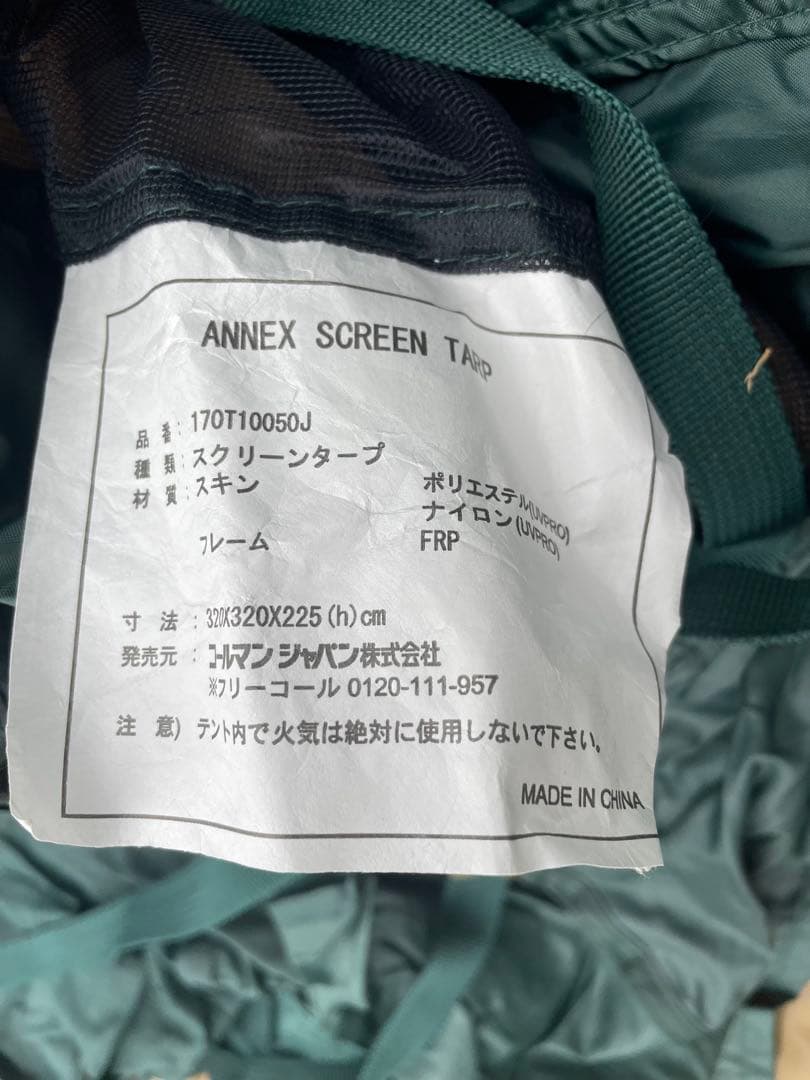 ANNEX SCREEN TARP
品番:170T10050J
種類:スクリーンタープ
材質:スキン ポリエステル(UVPRO)
ナイロン(UVPRO)
フレーム FRP
寸法:320X320X225(h)cm
発売元:コールマン ジャパン株式会社
※フリーコール 0120-111-957
注意) テント内で火気は絶対に使用しないで下さい。
MADE IN CHINA